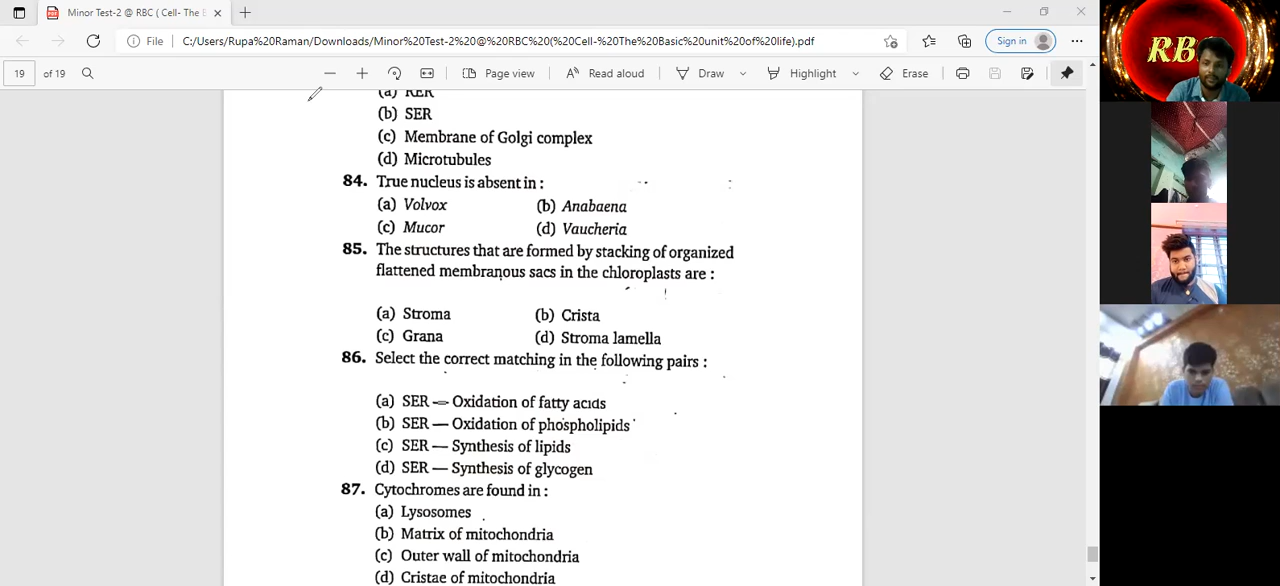 Minor Test-2 @ RBC ( Cell- The B
File C:/Users/Rupa%20Raman/Downloads/Minor%20Test-2%20@%20RBC%20(%20Cell-%20The%20Basic%20unit%20of%20life).pdf Sign in
19 of 19 Page view Read aloud Draw Highlight Erase
(a) RER
(b) SER
(c) Membrane of Golgi complex
(d) Microtubules
84. True nucleus is absent in :
(a) Volvox (b) Anabaena
(c) Mucor (d) Vaucheria
85. The structures that are formed by stacking of organized
flattened membranous sacs in the chloroplasts are :
(a) Stroma (b) Crista
(c) Grana (d) Stroma lamella
86. Select the correct matching in the following pairs :
(a) SER — Oxidation of fatty acids
(b) SER — Oxidation of phospholipids
(c) SER — Synthesis of lipids
(d) SER — Synthesis of glycogen
87. Cytochromes are found in :
(a) Lysosomes
(b) Matrix of mitochondria
(c) Outer wall of mitochondria
(d) Cristae of mitochondria